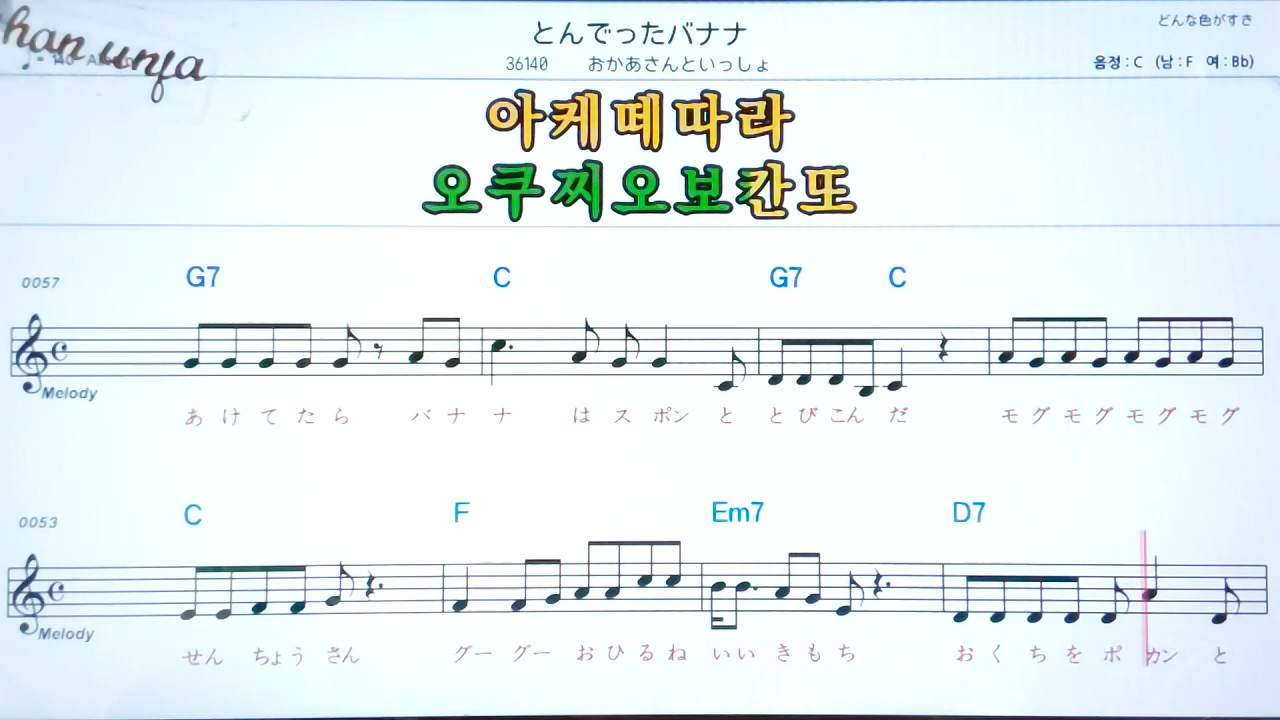 han unfa
どんな色がすき
とんでったバナナ
36140 おかあさんといっしょ
음정:C (남:F 여:Bb)
아케떼따라
오쿠찌오보칸또
0057 G7 C G7 C
Melody
あけてたら バナナ はスポンと とびこんだ モグモグモグモグ
0053 C F Em7 D7
Melody
せんちょうさん グーグーおひるね いいきもち おくちをポカンと